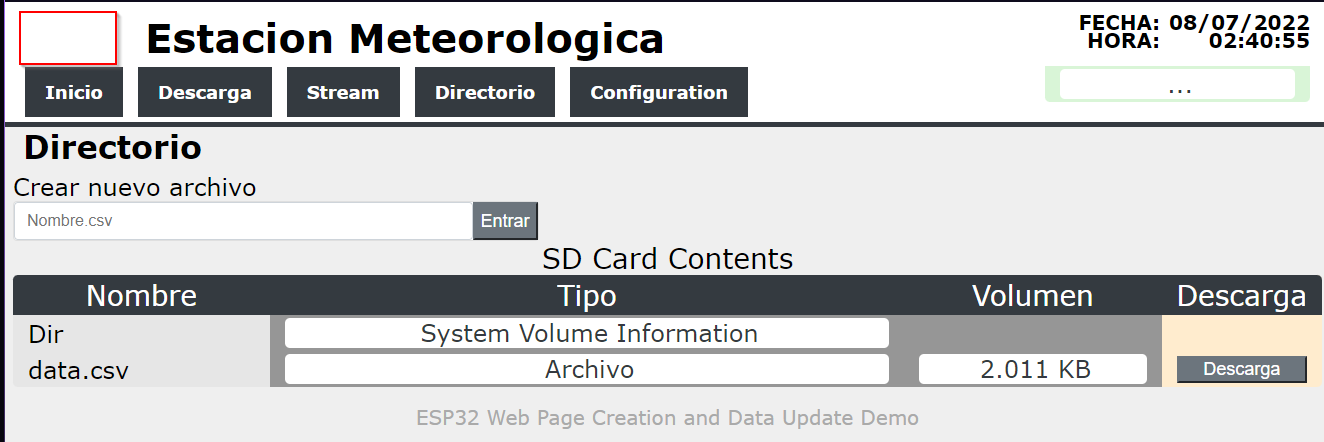 Estacion Meteorologica
FECHA: 08/07/2022
HORA: 02:40:55
Inicio Descarga Stream Directorio Configuration
...
Directorio
Crear nuevo archivo
Nombre.csv Entrar
SD Card Contents
Nombre Tipo Volumen Descarga
Dir System Volume Information
data.csv Archivo 2.011 KB Descarga
ESP32 Web Page Creation and Data Update Demo